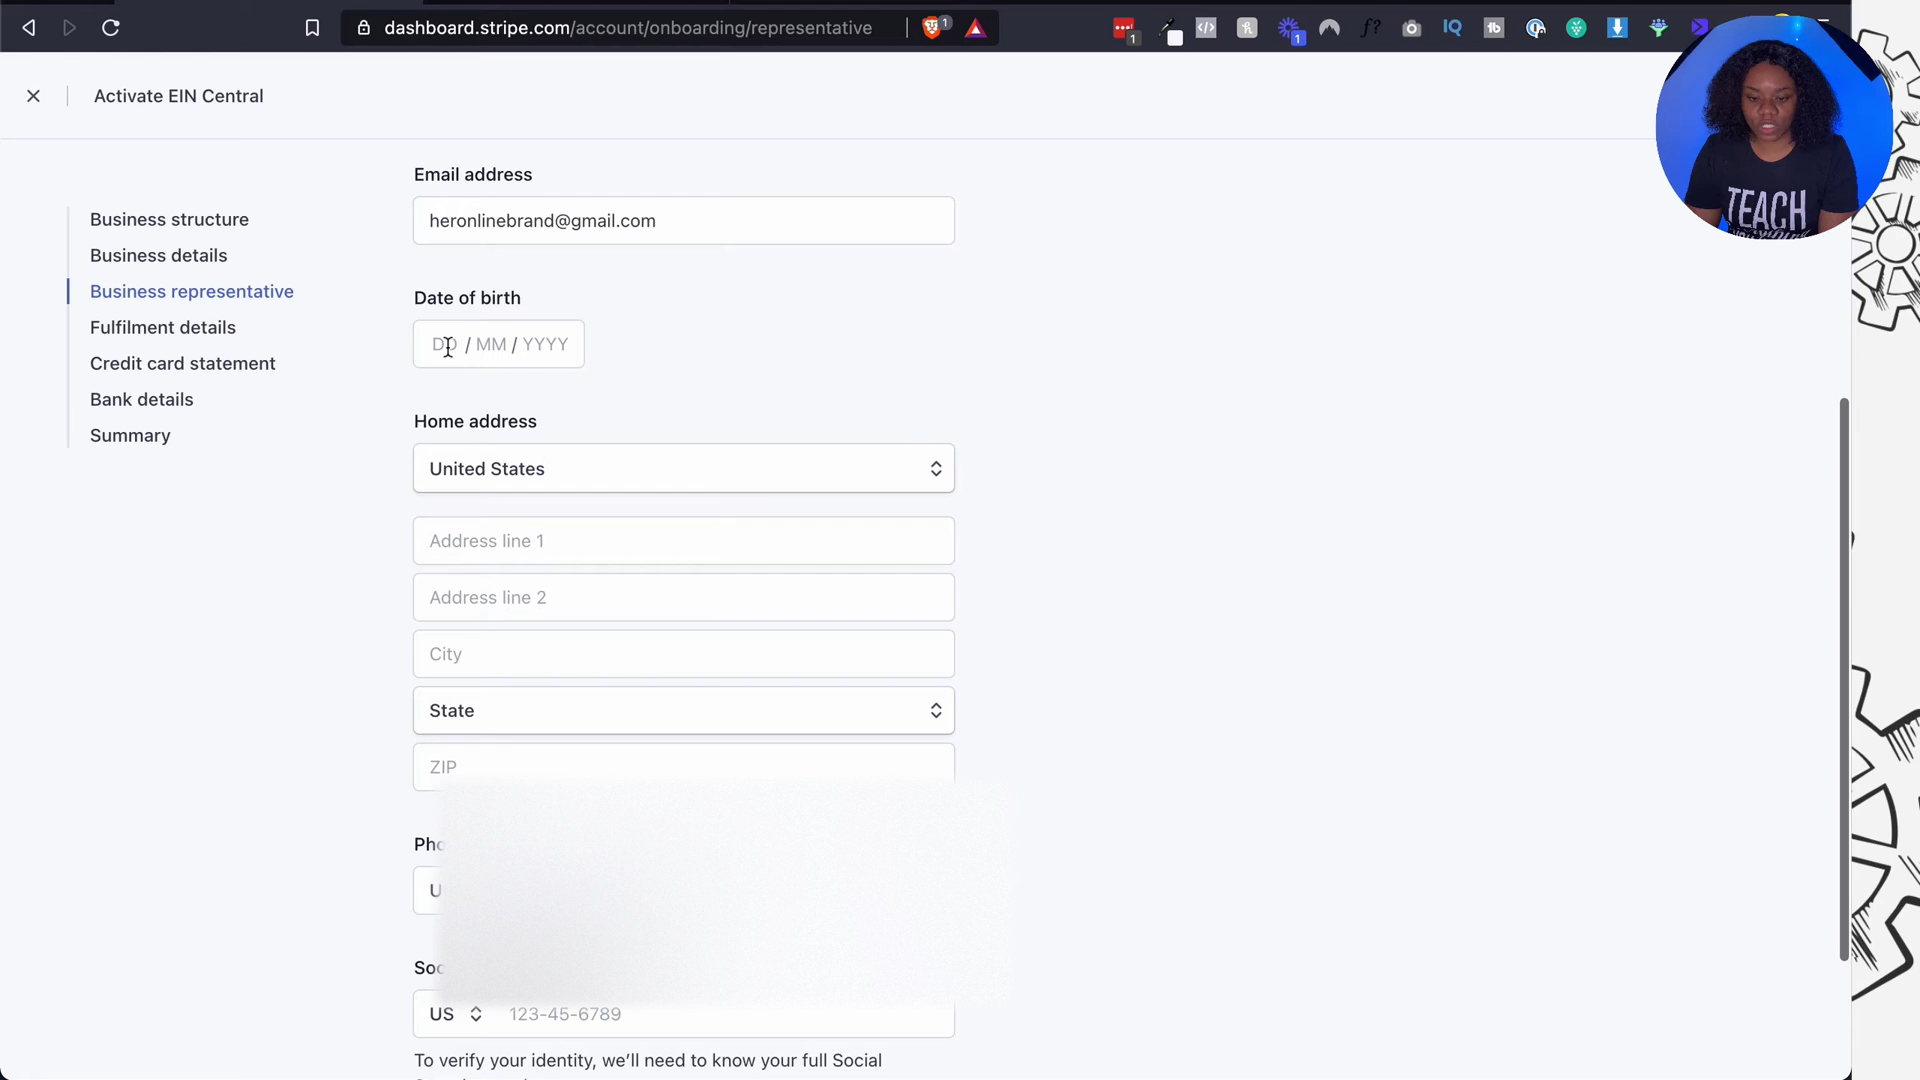 dashboard.stripe.com/account/onboarding/representative
Activate EIN Central
Business structure
Business details
Business representative
Fulfilment details
Credit card statement
Bank details
Summary
Email address
heronlinebrand@gmail.com
Date of birth
DD / MM / YYYY
Home address
United States
Address line 1
Address line 2
City
State
ZIP
US
123-45-6789
To verify your identity, we’ll need to know your full Social
TEACH